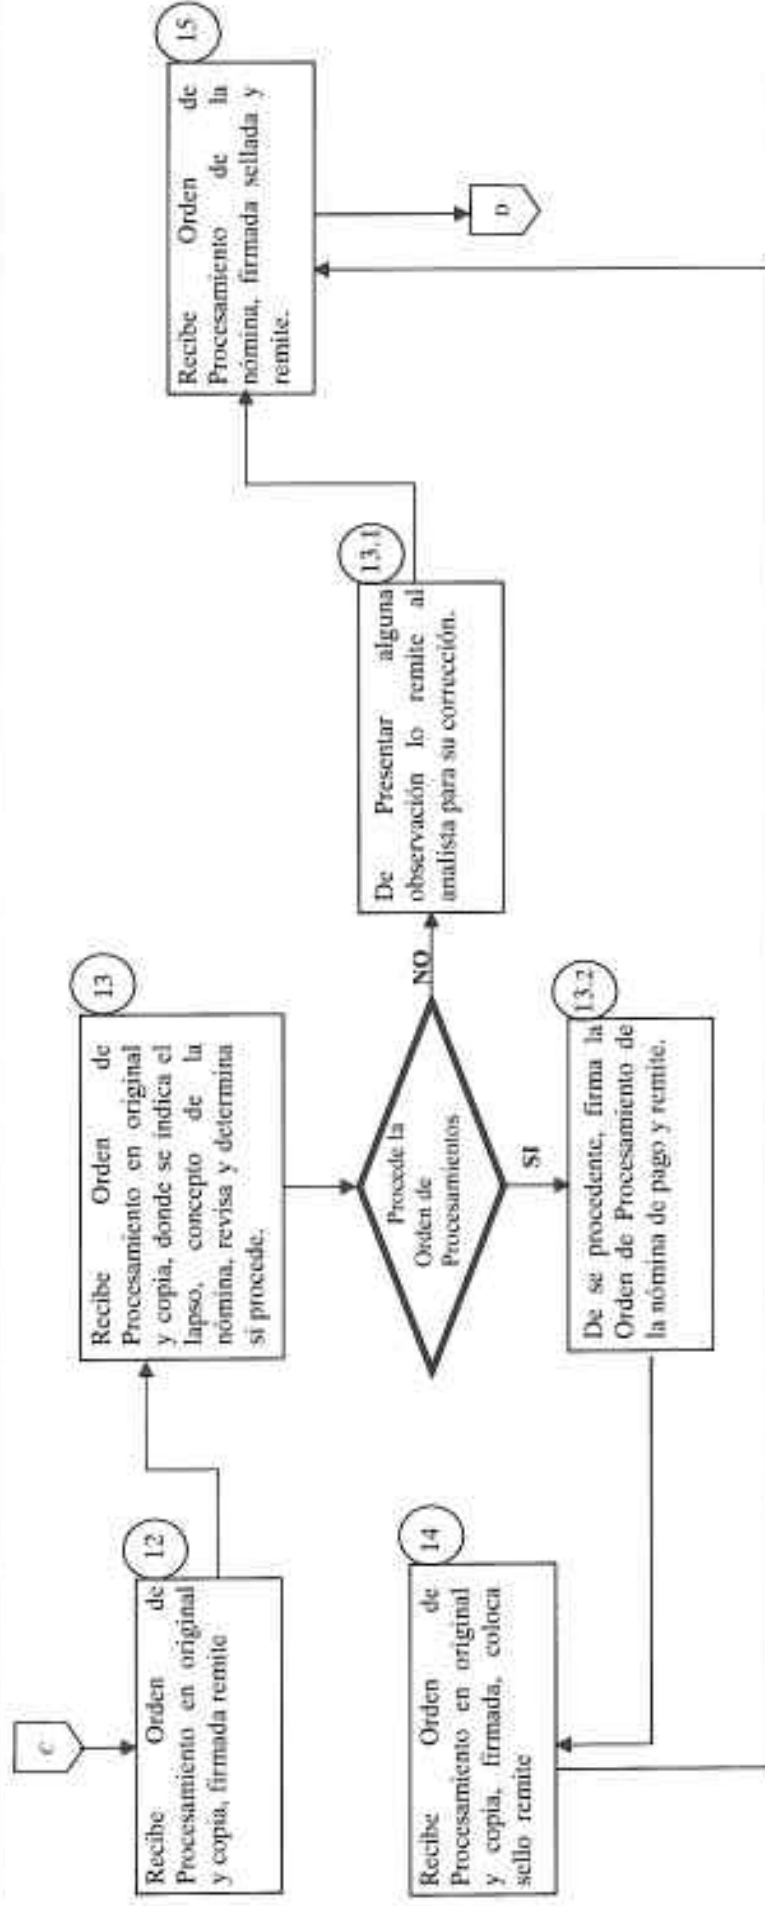 C
12
Recibe Orden de
Procesamiento en original
y copia, firmada remite
13
Recibe Orden de
Procesamiento en original
y copia, donde se indica el
lapso, concepto de la
nómina, revisa y determina
si procede.
Procede la
Orden de
Procesamientos
NO
SI
13.1
De Presentar alguna
observación lo remite al
analista para su corrección.
13.2
De se procedente, firma la
Orden de Procesamiento de
la nómina de pago y remite.
14
Recibe Orden de
Procesamiento en original
y copia, firmada, coloca
sello remite
15
Recibe Orden de
Procesamiento de la
nómina, firmada sellada y
remite.
D